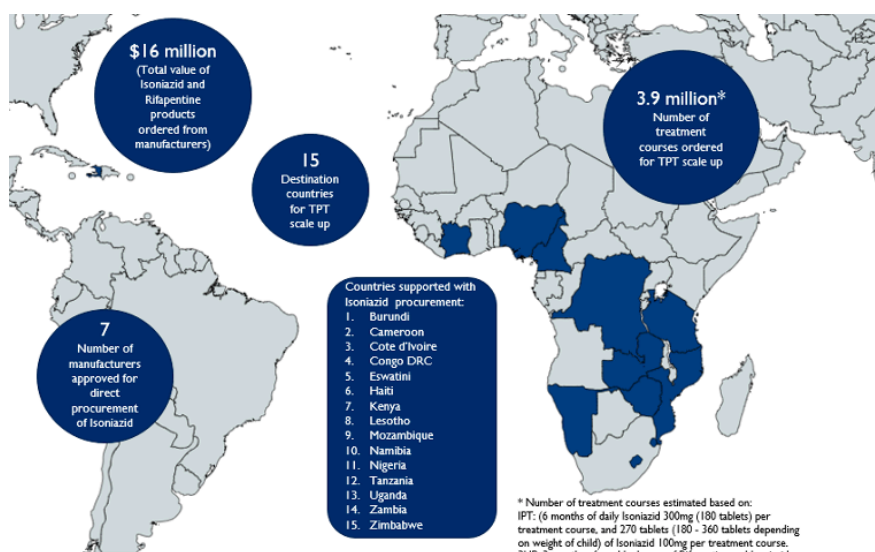 $16 million
(Total value of
Isoniazid and
Rifapentine
products
ordered from
manufacturers)
15
Destination
countries
for TPT
scale up
3.9 million*
Number of
treatment
courses ordered
for TPT scale up
7
Number of
manufacturers
approved for
direct
procurement
of Isoniazid
Countries supported with
Isoniazid procurement:
1. Burundi
2. Cameroon
3. Cote d'Ivoire
4. Congo DRC
5. Eswatini
6. Haiti
7. Kenya
8. Lesotho
9. Mozambique
10. Namibia
11. Nigeria
12. Tanzania
13. Uganda
14. Zambia
15. Zimbabwe
* Number of treatment courses estimated based on:
IPT: (6 months of daily Isoniazid 300mg (180 tablets) per
treatment course, and 270 tablets (180 - 360 tablets depending
on weight of child) of Isoniazid 100mg per treatment course.